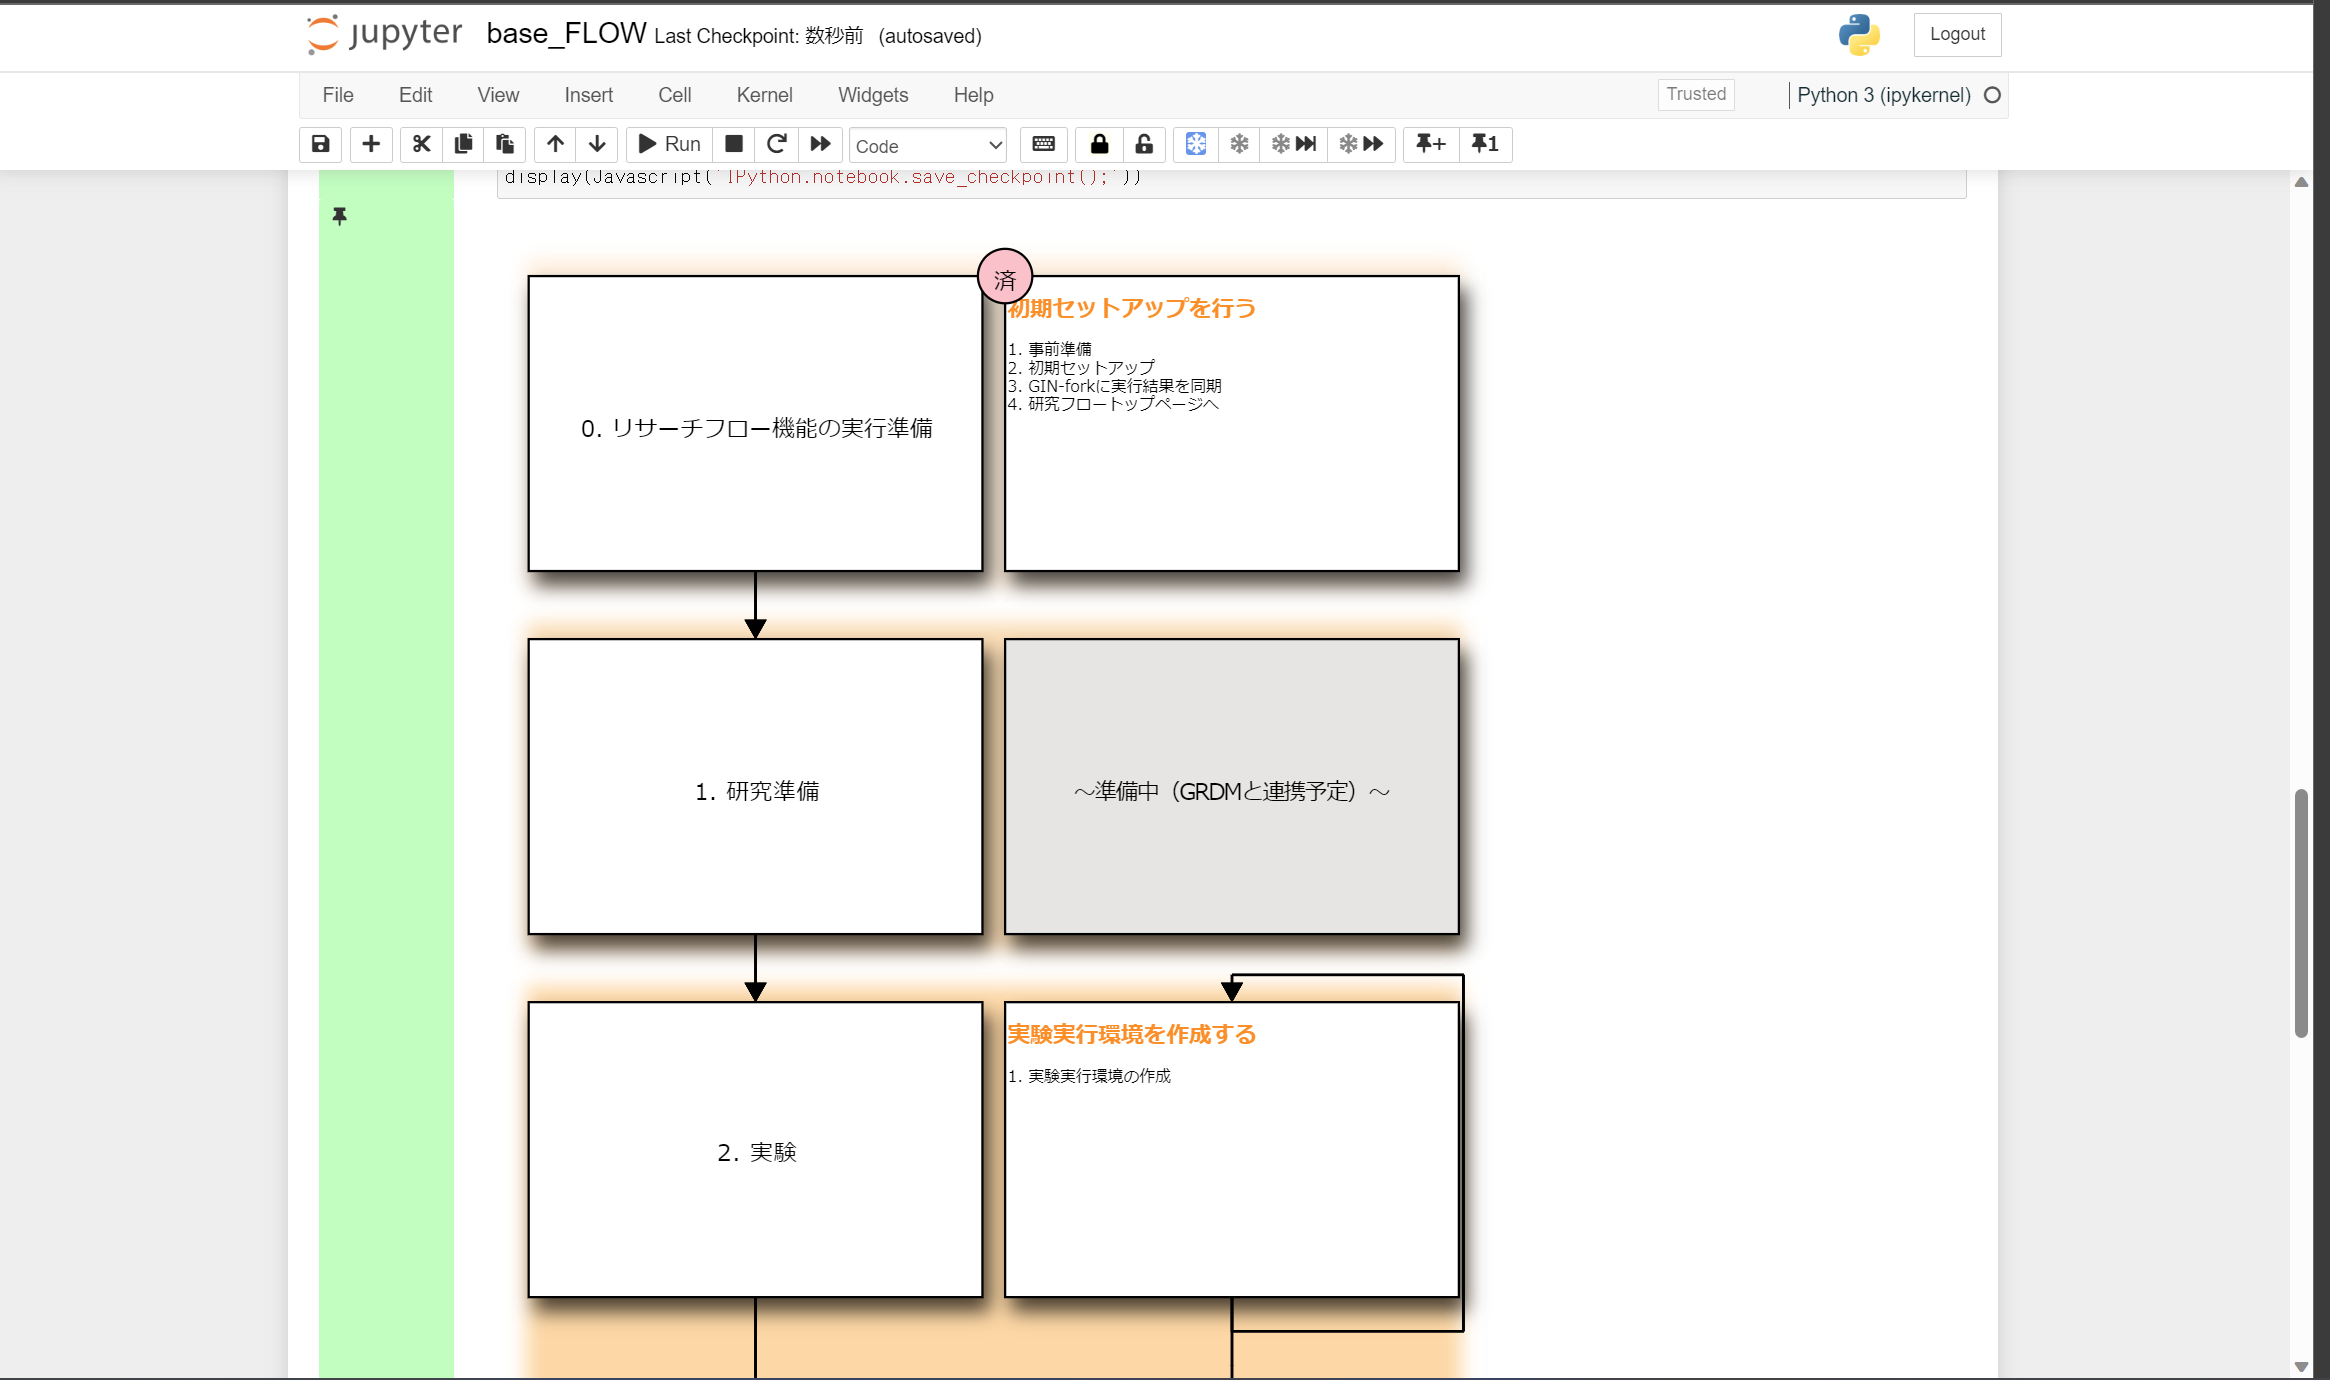 jupyter base_FLOW Last Checkpoint: 数秒前 (autosaved)
Logout
File Edit View Insert Cell Kernel Widgets Help
Trusted
Python 3 (ipykernel)
Run
Code
+
1
display(Javascript('IPython.notebook.save_checkpoint();'))
済
0. リサーチフロー機能の実行準備
初期セットアップを行う
1. 事前準備
2. 初期セットアップ
3. GIN-forkに実行結果を同期
4. 研究フロートップページへ
1. 研究準備
～準備中（GRDMと連携予定）～
2. 実験
実験実行環境を作成する
1. 実験実行環境の作成